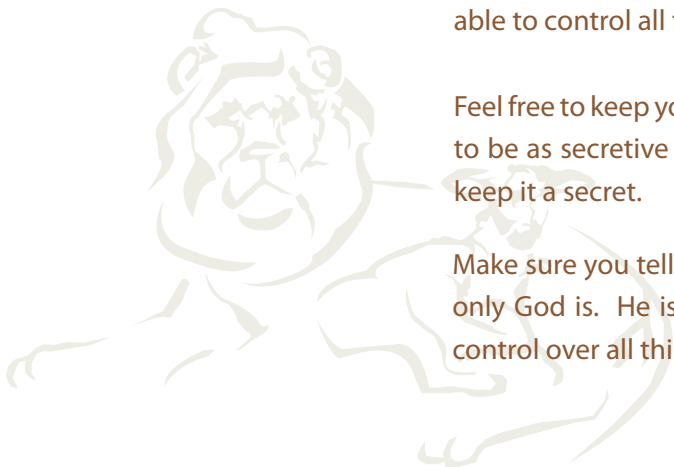 able to control all
Feel free to keep
to be as secretive
keep it a secret.
Make sure you tell
only God is.  He is
control over all